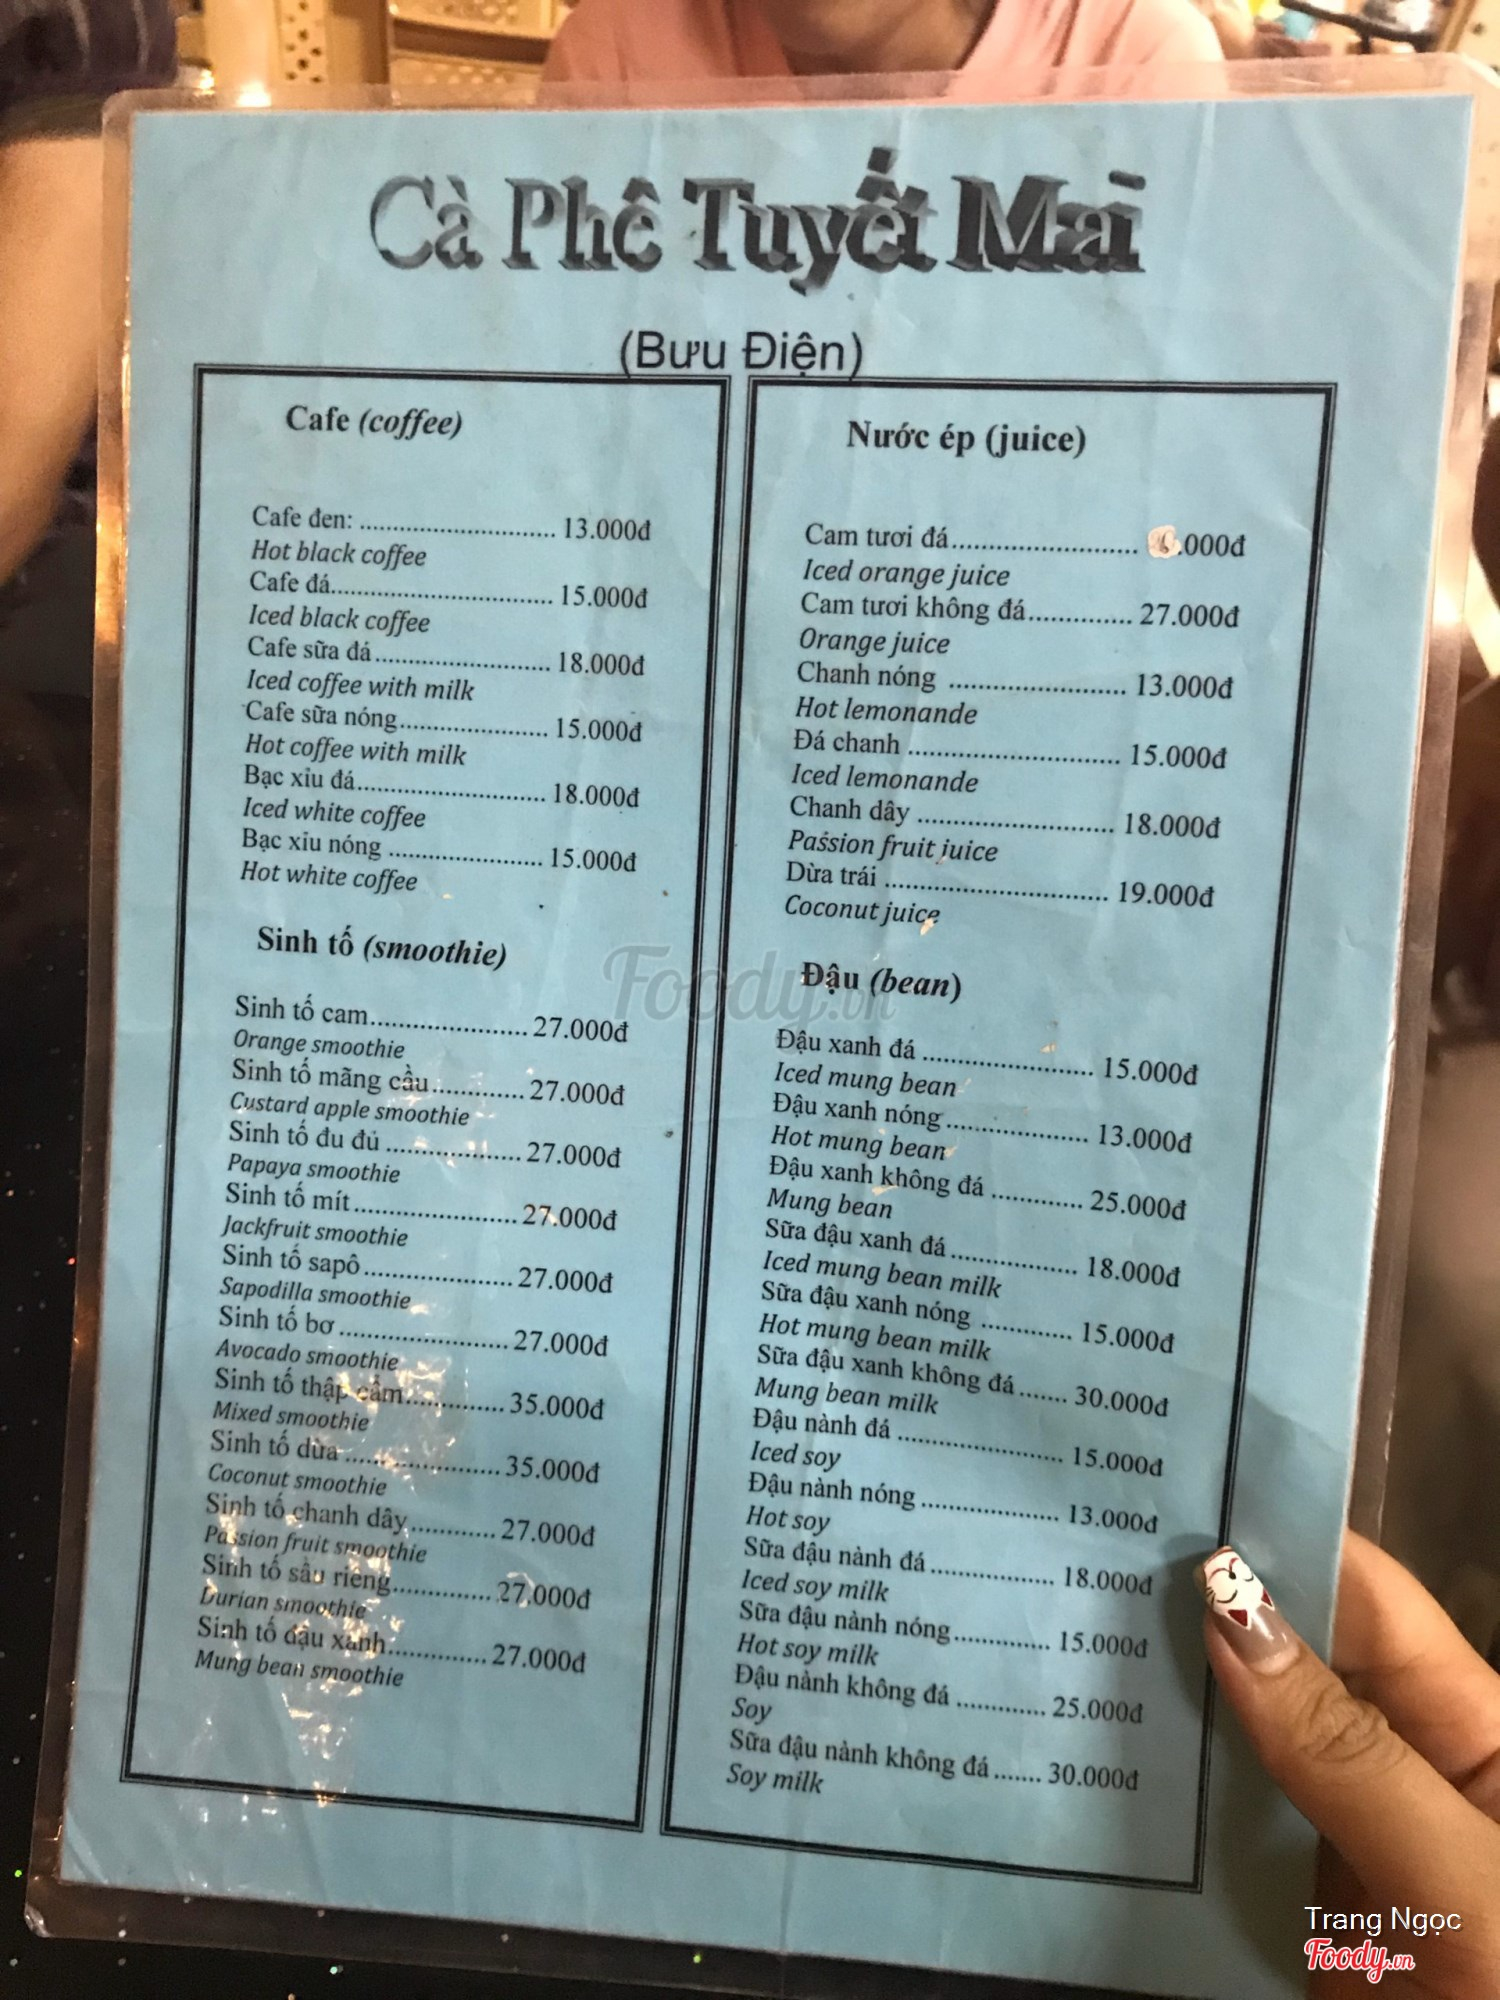 Cà Phê Tuyết Mai
(Bưu Điện)
Cafe (coffee)
Cafe đen: .............................. 13.000đ
Hot black coffee
Cafe đá.................................. 15.000đ
Iced black coffee
Cafe sữa đá........................... 18.000đ
Iced coffee with milk
Cafe sữa nóng....................... 15.000đ
Hot coffee with milk
Bạc xỉu đá............................. 18.000đ
Iced white coffee
Bạc xỉu nóng ........................ 15.000đ
Hot white coffee
Sinh tố (smoothie)
Sinh tố cam........................ 27.000đ
Orange smoothie
Sinh tố mãng cầu.............. 27.000đ
Custard apple smoothie
Sinh tố đu đủ ..................... 27.000đ
Papaya smoothie
Sinh tố mít......................... 27.000đ
Jackfruit smoothie
Sinh tố sapô....................... 27.000đ
Sapodilla smoothie
Sinh tố bơ.......................... 27.000đ
Avocado smoothie
Sinh tố thập cẩm............... 35.000đ
Mixed smoothie
Sinh tố dừa ........................ 35.000đ
Coconut smoothie
Sinh tố chanh dây............. 27.000đ
Passion fruit smoothie
Sinh tố sầu riêng................ 27.000đ
Durian smoothie
Sinh tố đậu xanh............... 27.000đ
Mung bean smoothie
Nước ép (juice)
Cam tươi đá............................ .000đ
Iced orange juice
Cam tươi không đá.............. 27.000đ
Orange juice
Chanh nóng ........................... 13.000đ
Hot lemonande
Đá chanh ................................ 15.000đ
Iced lemonande
Chanh dây .............................. 18.000đ
Passion fruit juice
Dừa trái .................................. 19.000đ
Coconut juice
Đậu (bean)
Đậu xanh đá .......................... 15.000đ
Iced mung bean
Đậu xanh nóng ..................... 13.000đ
Hot mung bean
Đậu xanh không đá ............. 25.000đ
Mung bean
Sữa đậu xanh đá ................... 18.000đ
Iced mung bean milk
Sữa đậu xanh nóng .............. 15.000đ
Hot mung bean milk
Sữa đậu xanh không đá ....... 30.000đ
Mung bean milk
Đậu nành đá ......................... 15.000đ
Iced soy
Đậu nành nóng ..................... 13.000đ
Hot soy
Sữa đậu nành đá ................... 18.000đ
Iced soy milk
Sữa đậu nành nóng............... 15.000đ
Hot soy milk
Đậu nành không đá .............. 25.000đ
Soy
Sữa đậu nành không đá ....... 30.000đ
Soy milk
Foody.vn
Trang Ngọc
Foody.vn